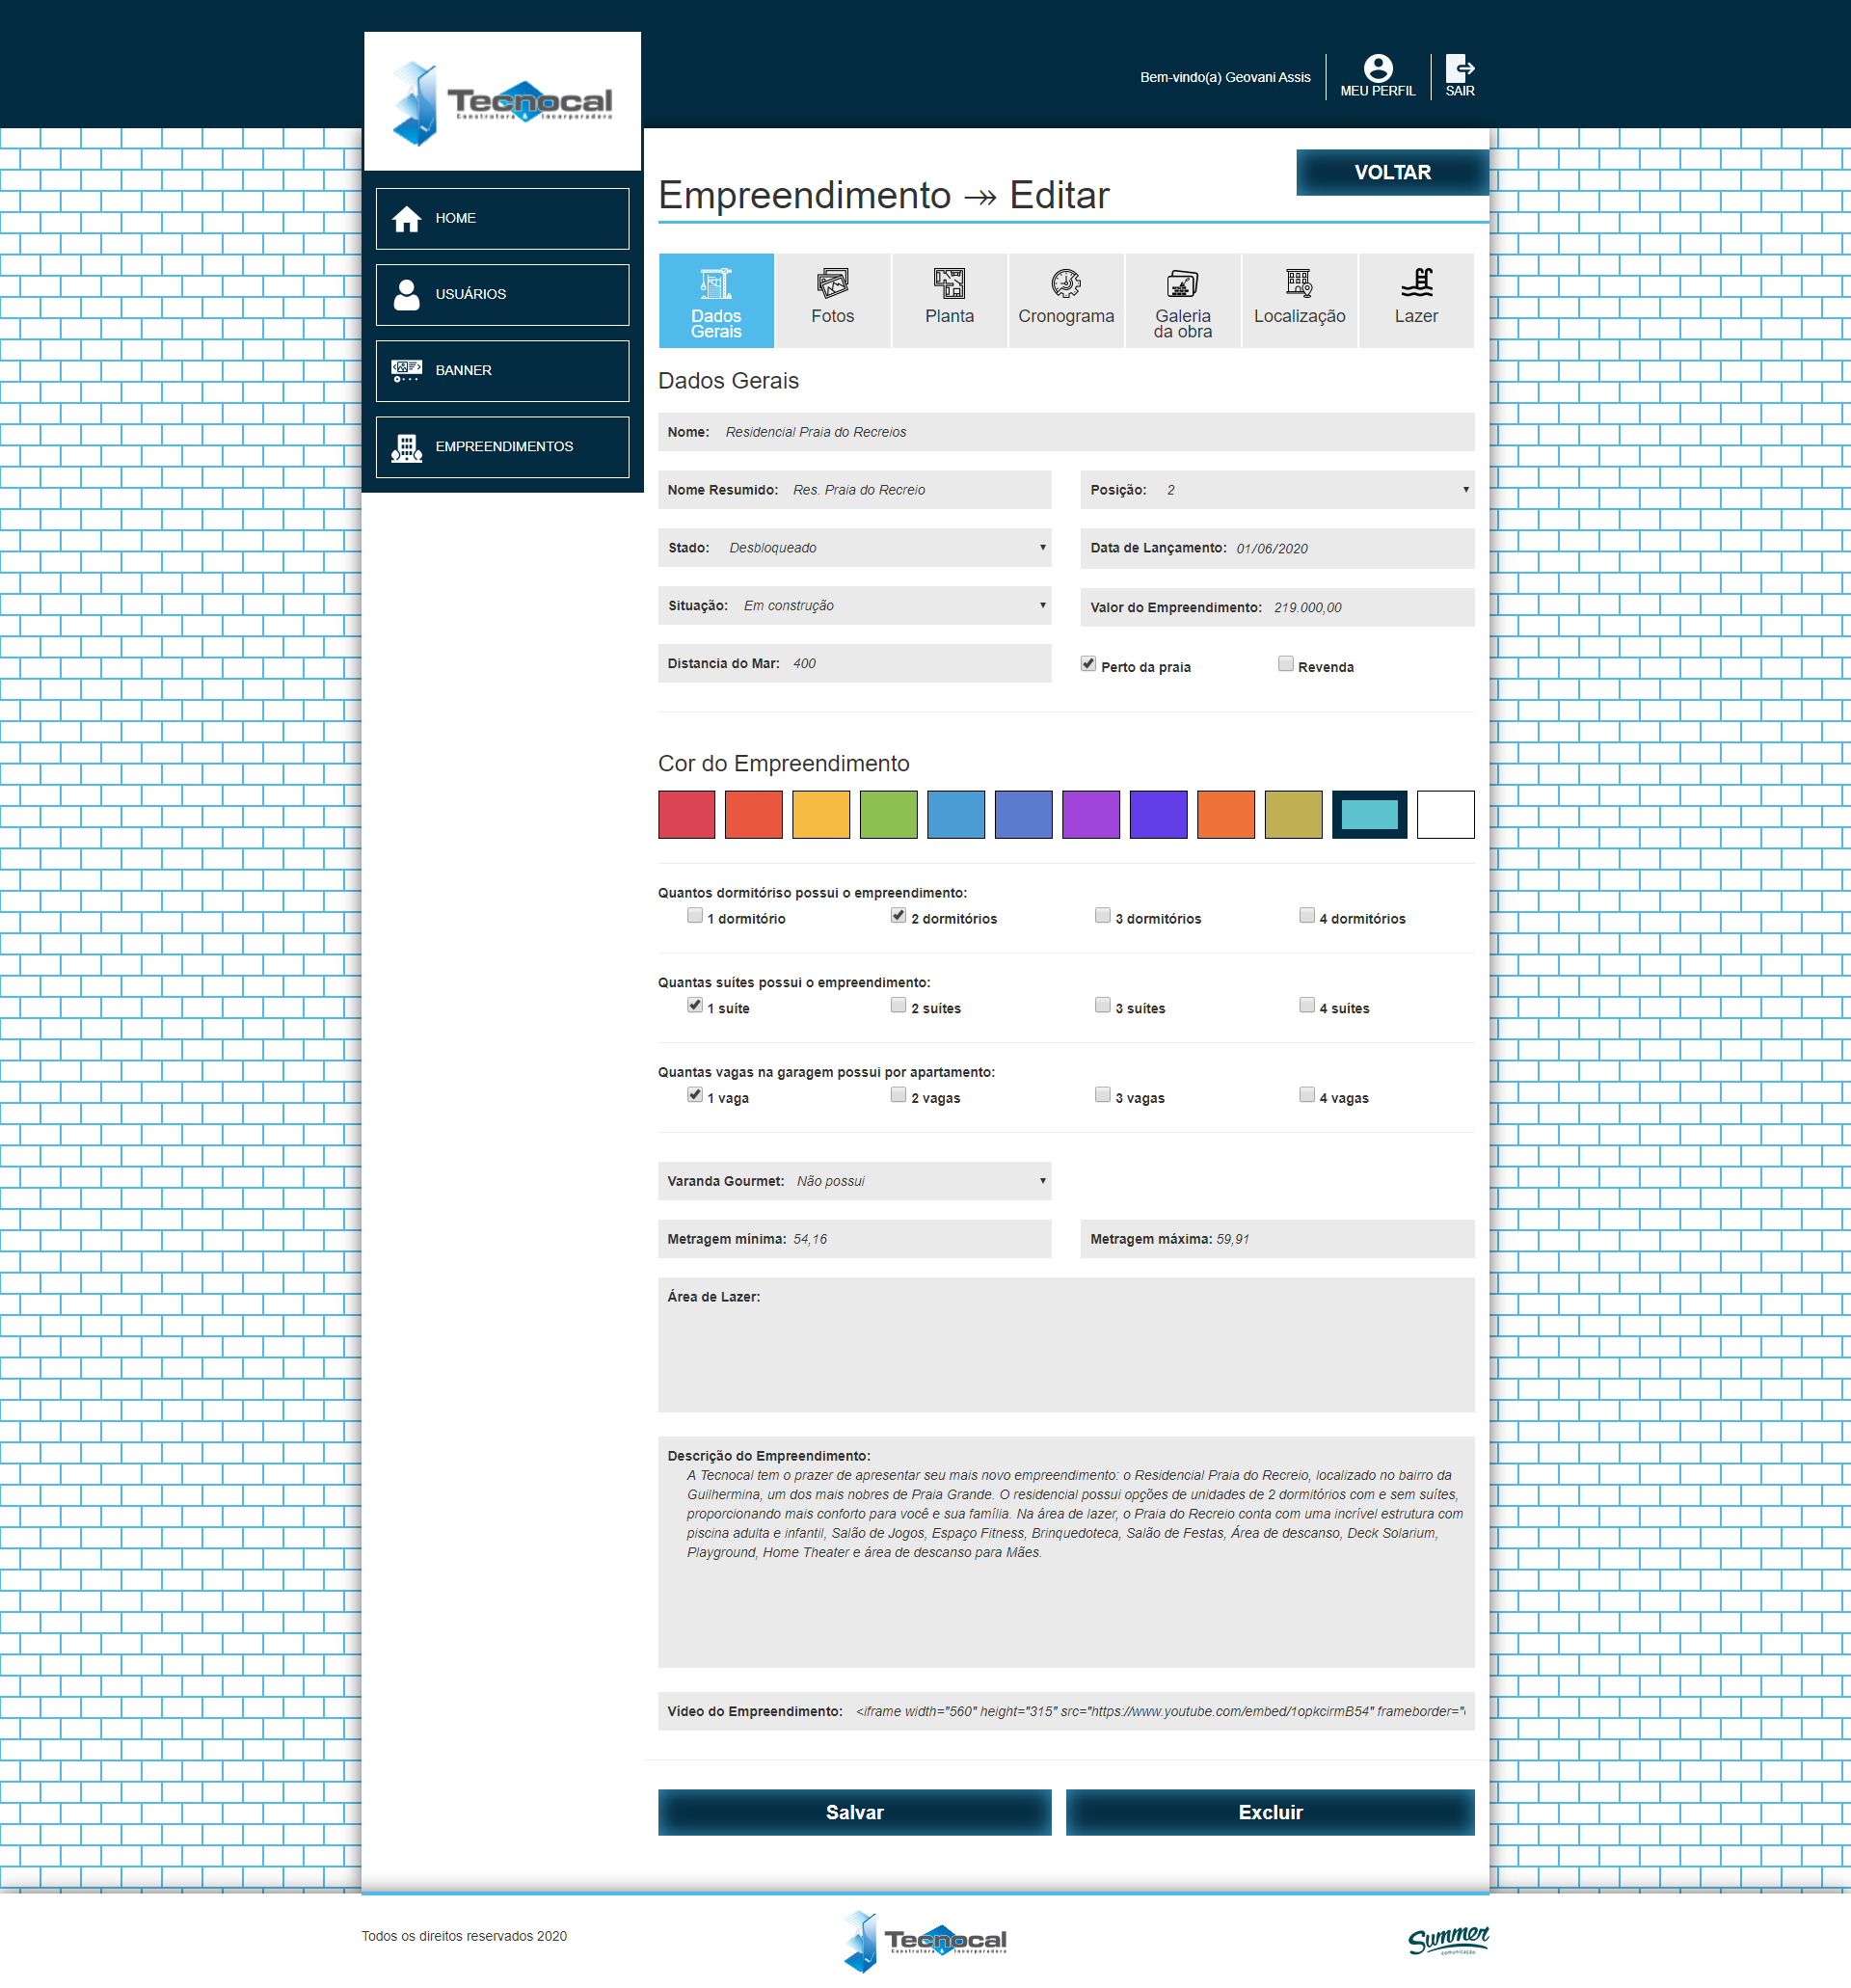 Tecnocal
Construtora & Incorporadora
Bem-vindo(a) Geovani Assis
MEU PERFIL
SAIR
HOME
USUÁRIOS
BANNER
EMPREENDIMENTOS
VOLTAR
Empreendimento ↠ Editar
Dados
Gerais
Fotos
Planta
Cronograma
Galeria
da obra
Localização
Lazer
Dados Gerais
Nome: Residencial Praia do Recreios
Nome Resumido: Res. Praia do Recreio
Posição: 2
Stado: Desbloqueado
Data de Lançamento: 01/06/2020
Situação: Em construção
Valor do Empreendimento: 219.000,00
Distancia do Mar: 400
Perto da praia
Revenda
Cor do Empreendimento
Quantos dormitóriso possui o empreendimento:
1 dormitório 2 dormitórios 3 dormitórios 4 dormitórios
Quantas suítes possui o empreendimento:
1 suíte 2 suítes 3 suítes 4 suítes
Quantas vagas na garagem possui por apartamento:
1 vaga 2 vagas 3 vagas 4 vagas
Varanda Gourmet: Não possui
Metragem mínima: 54,16
Metragem máxima: 59,91
Área de Lazer:
Descrição do Empreendimento:
A Tecnocal tem o prazer de apresentar seu mais novo empreendimento: o Residencial Praia do Recreio, localizado no bairro da
Guilhermina, um dos mais nobres de Praia Grande. O residencial possui opções de unidades de 2 dormitórios com e sem suítes,
proporcionando mais conforto para você e sua família. Na área de lazer, o Praia do Recreio conta com uma incrível estrutura com
piscina adulta e infantil, Salão de Jogos, Espaço Fitness, Brinquedoteca, Salão de Festas, Área de descanso, Deck Solarium,
Playground, Home Theater e área de descanso para Mães.
Vídeo do Empreendimento: <iframe width="560" height="315" src="https://www.youtube.com/embed/1opkcirmB54" frameborder="
Salvar
Excluir
Todos os direitos reservados 2020
Tecnocal
Construtora & Incorporadora
Summer
comunicação